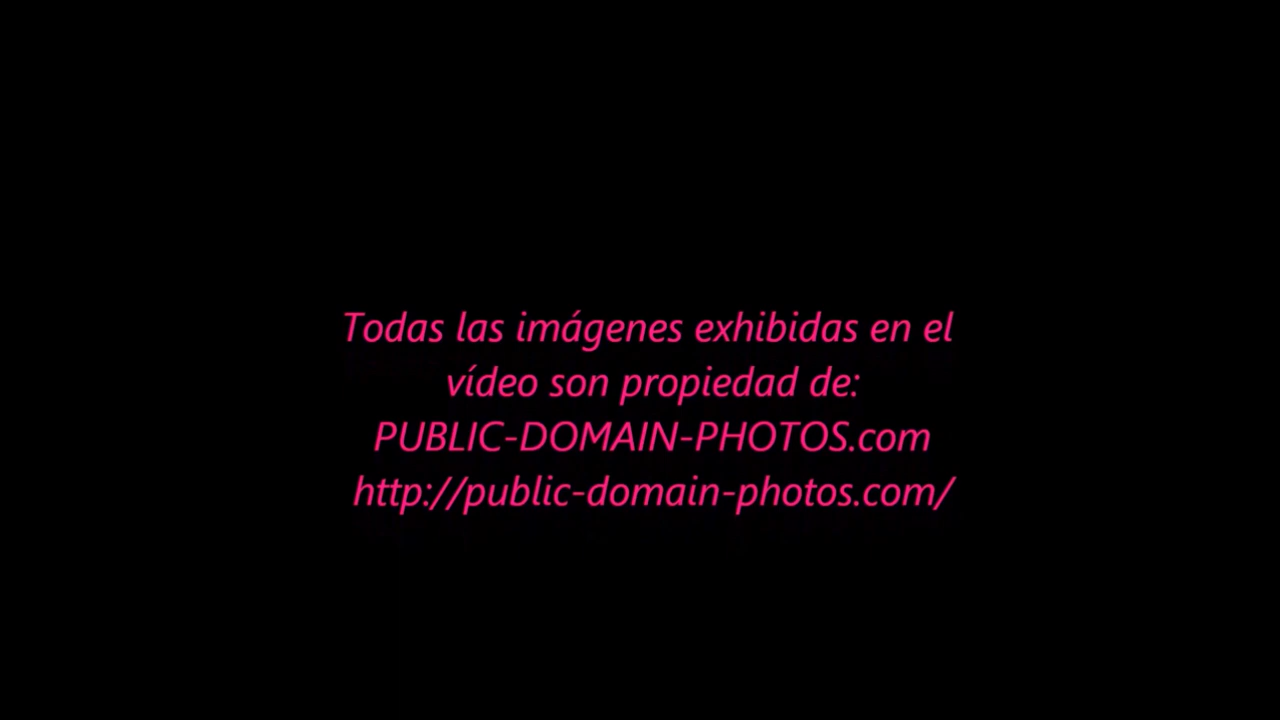 Todas las imágenes exhibidas en el
vídeo son propiedad de:
PUBLIC-DOMAIN-PHOTOS.com
http://public-domain-photos.com/